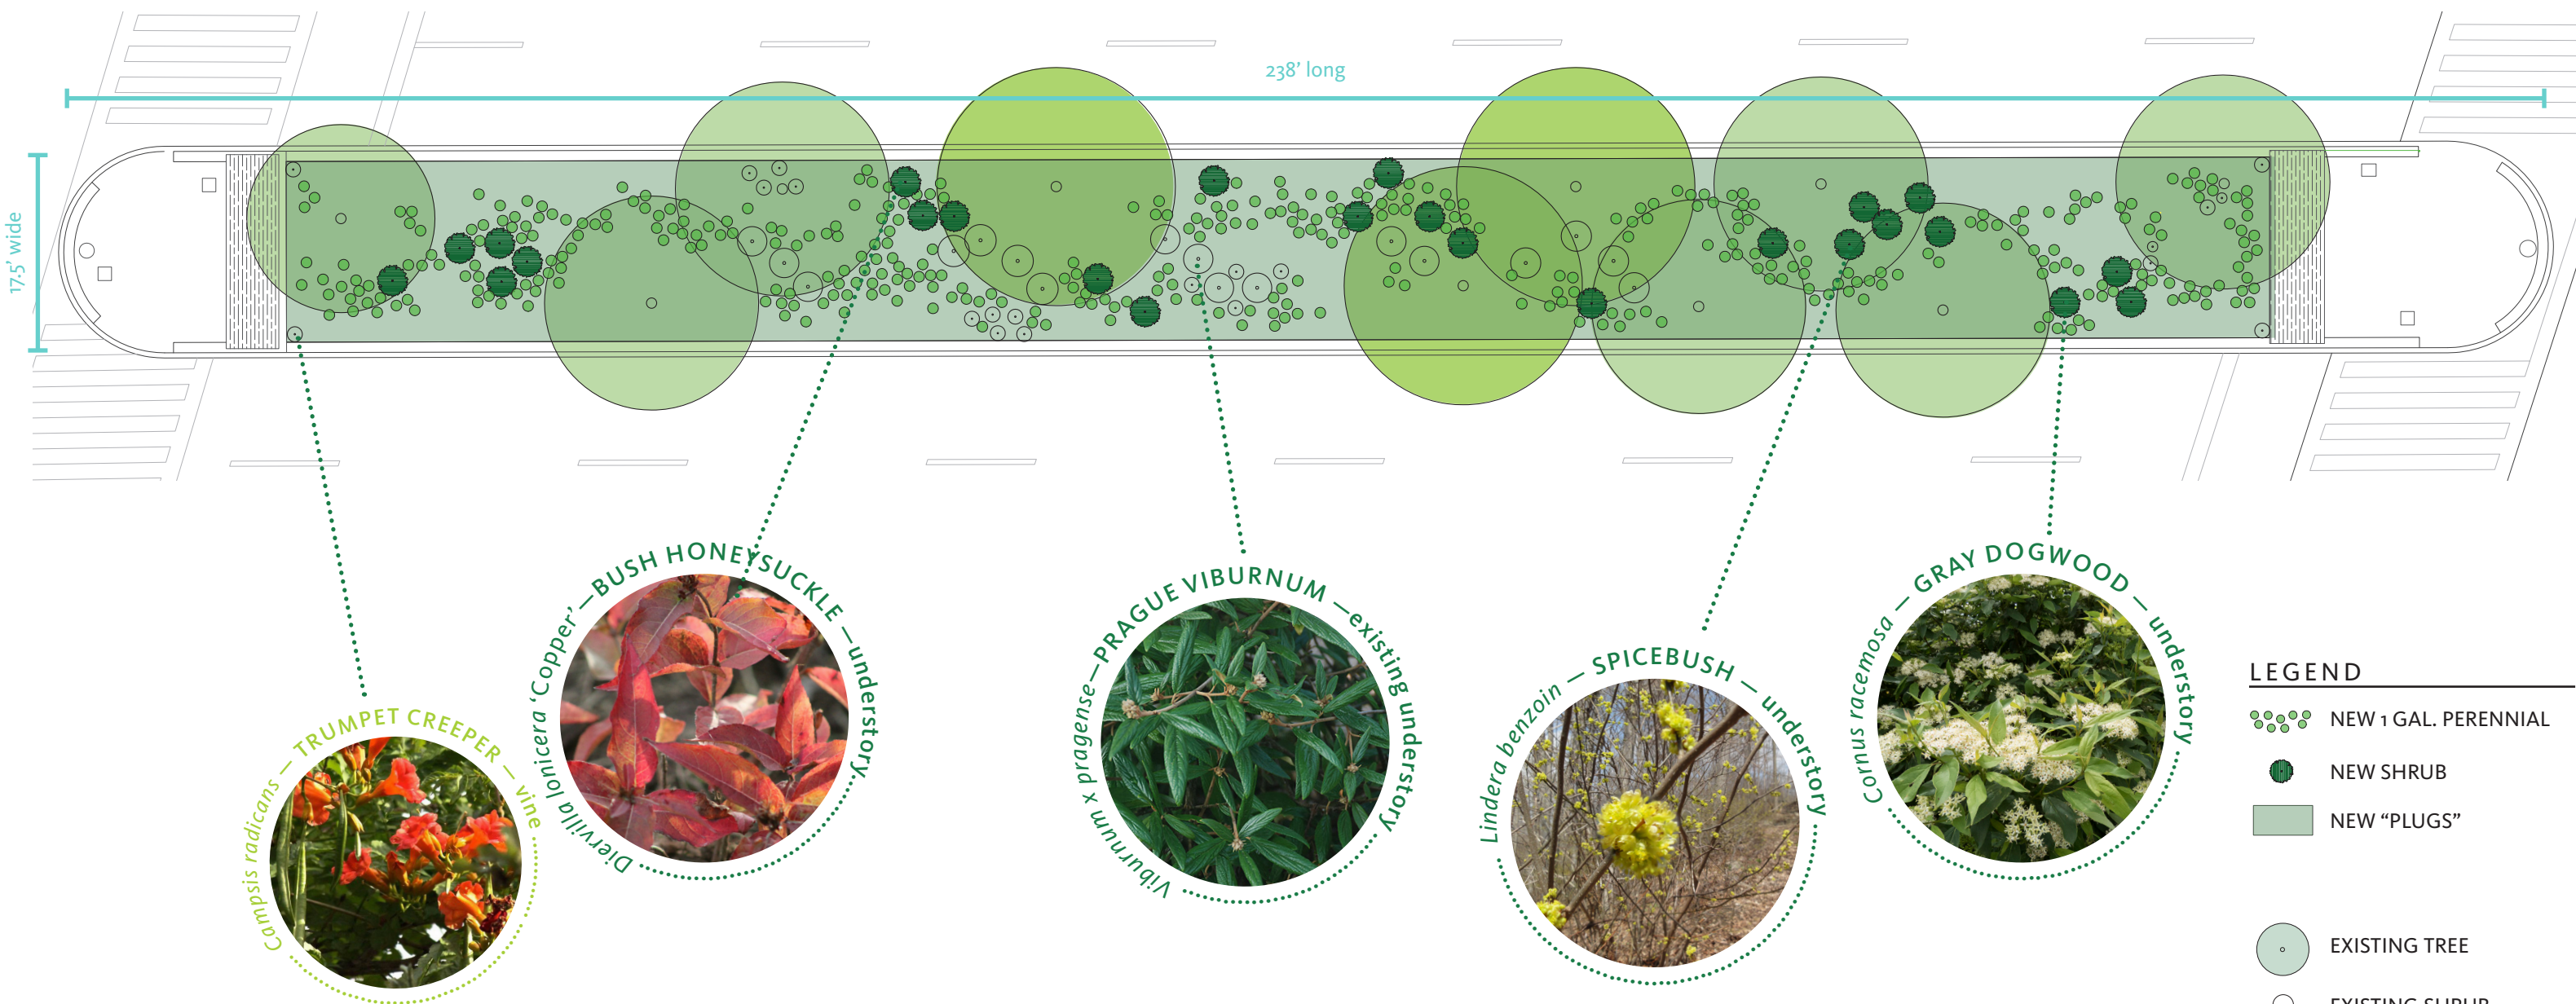 238' long
17.5' wide
Campsis radicans — TRUMPET CREEPER — vine
Diervilla lonicera ‘Copper’—BUSH HONEYSUCKLE—understory
Viburnum x pragense—PRAGUE VIBURNUM —existing understory
Lindera benzoin — SPICEBUSH — understory
Cornus racemosa — GRAY DOGWOOD — understory
LEGEND
NEW 1 GAL. PERENNIAL
NEW SHRUB
NEW “PLUGS”
EXISTING TREE
EXISTING SHRUB